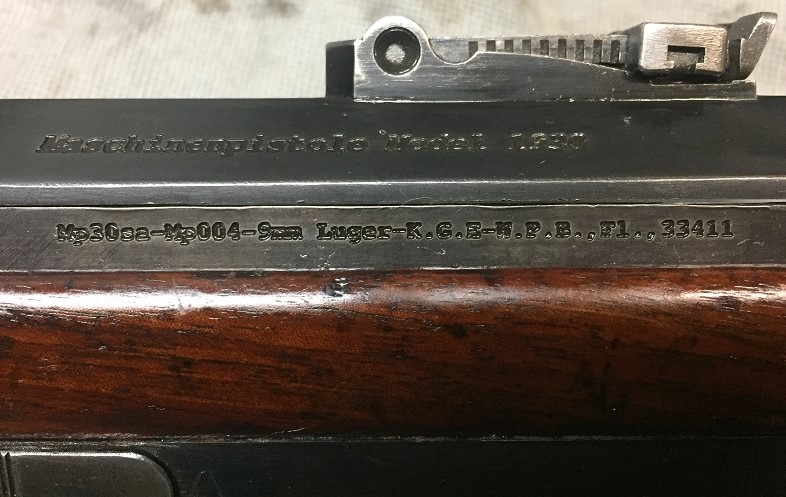 Maschinenpistole Model 1930
Mp30sa-Mp004-9mm Luger-K.G.E-W.P.B.,Fl.,33411